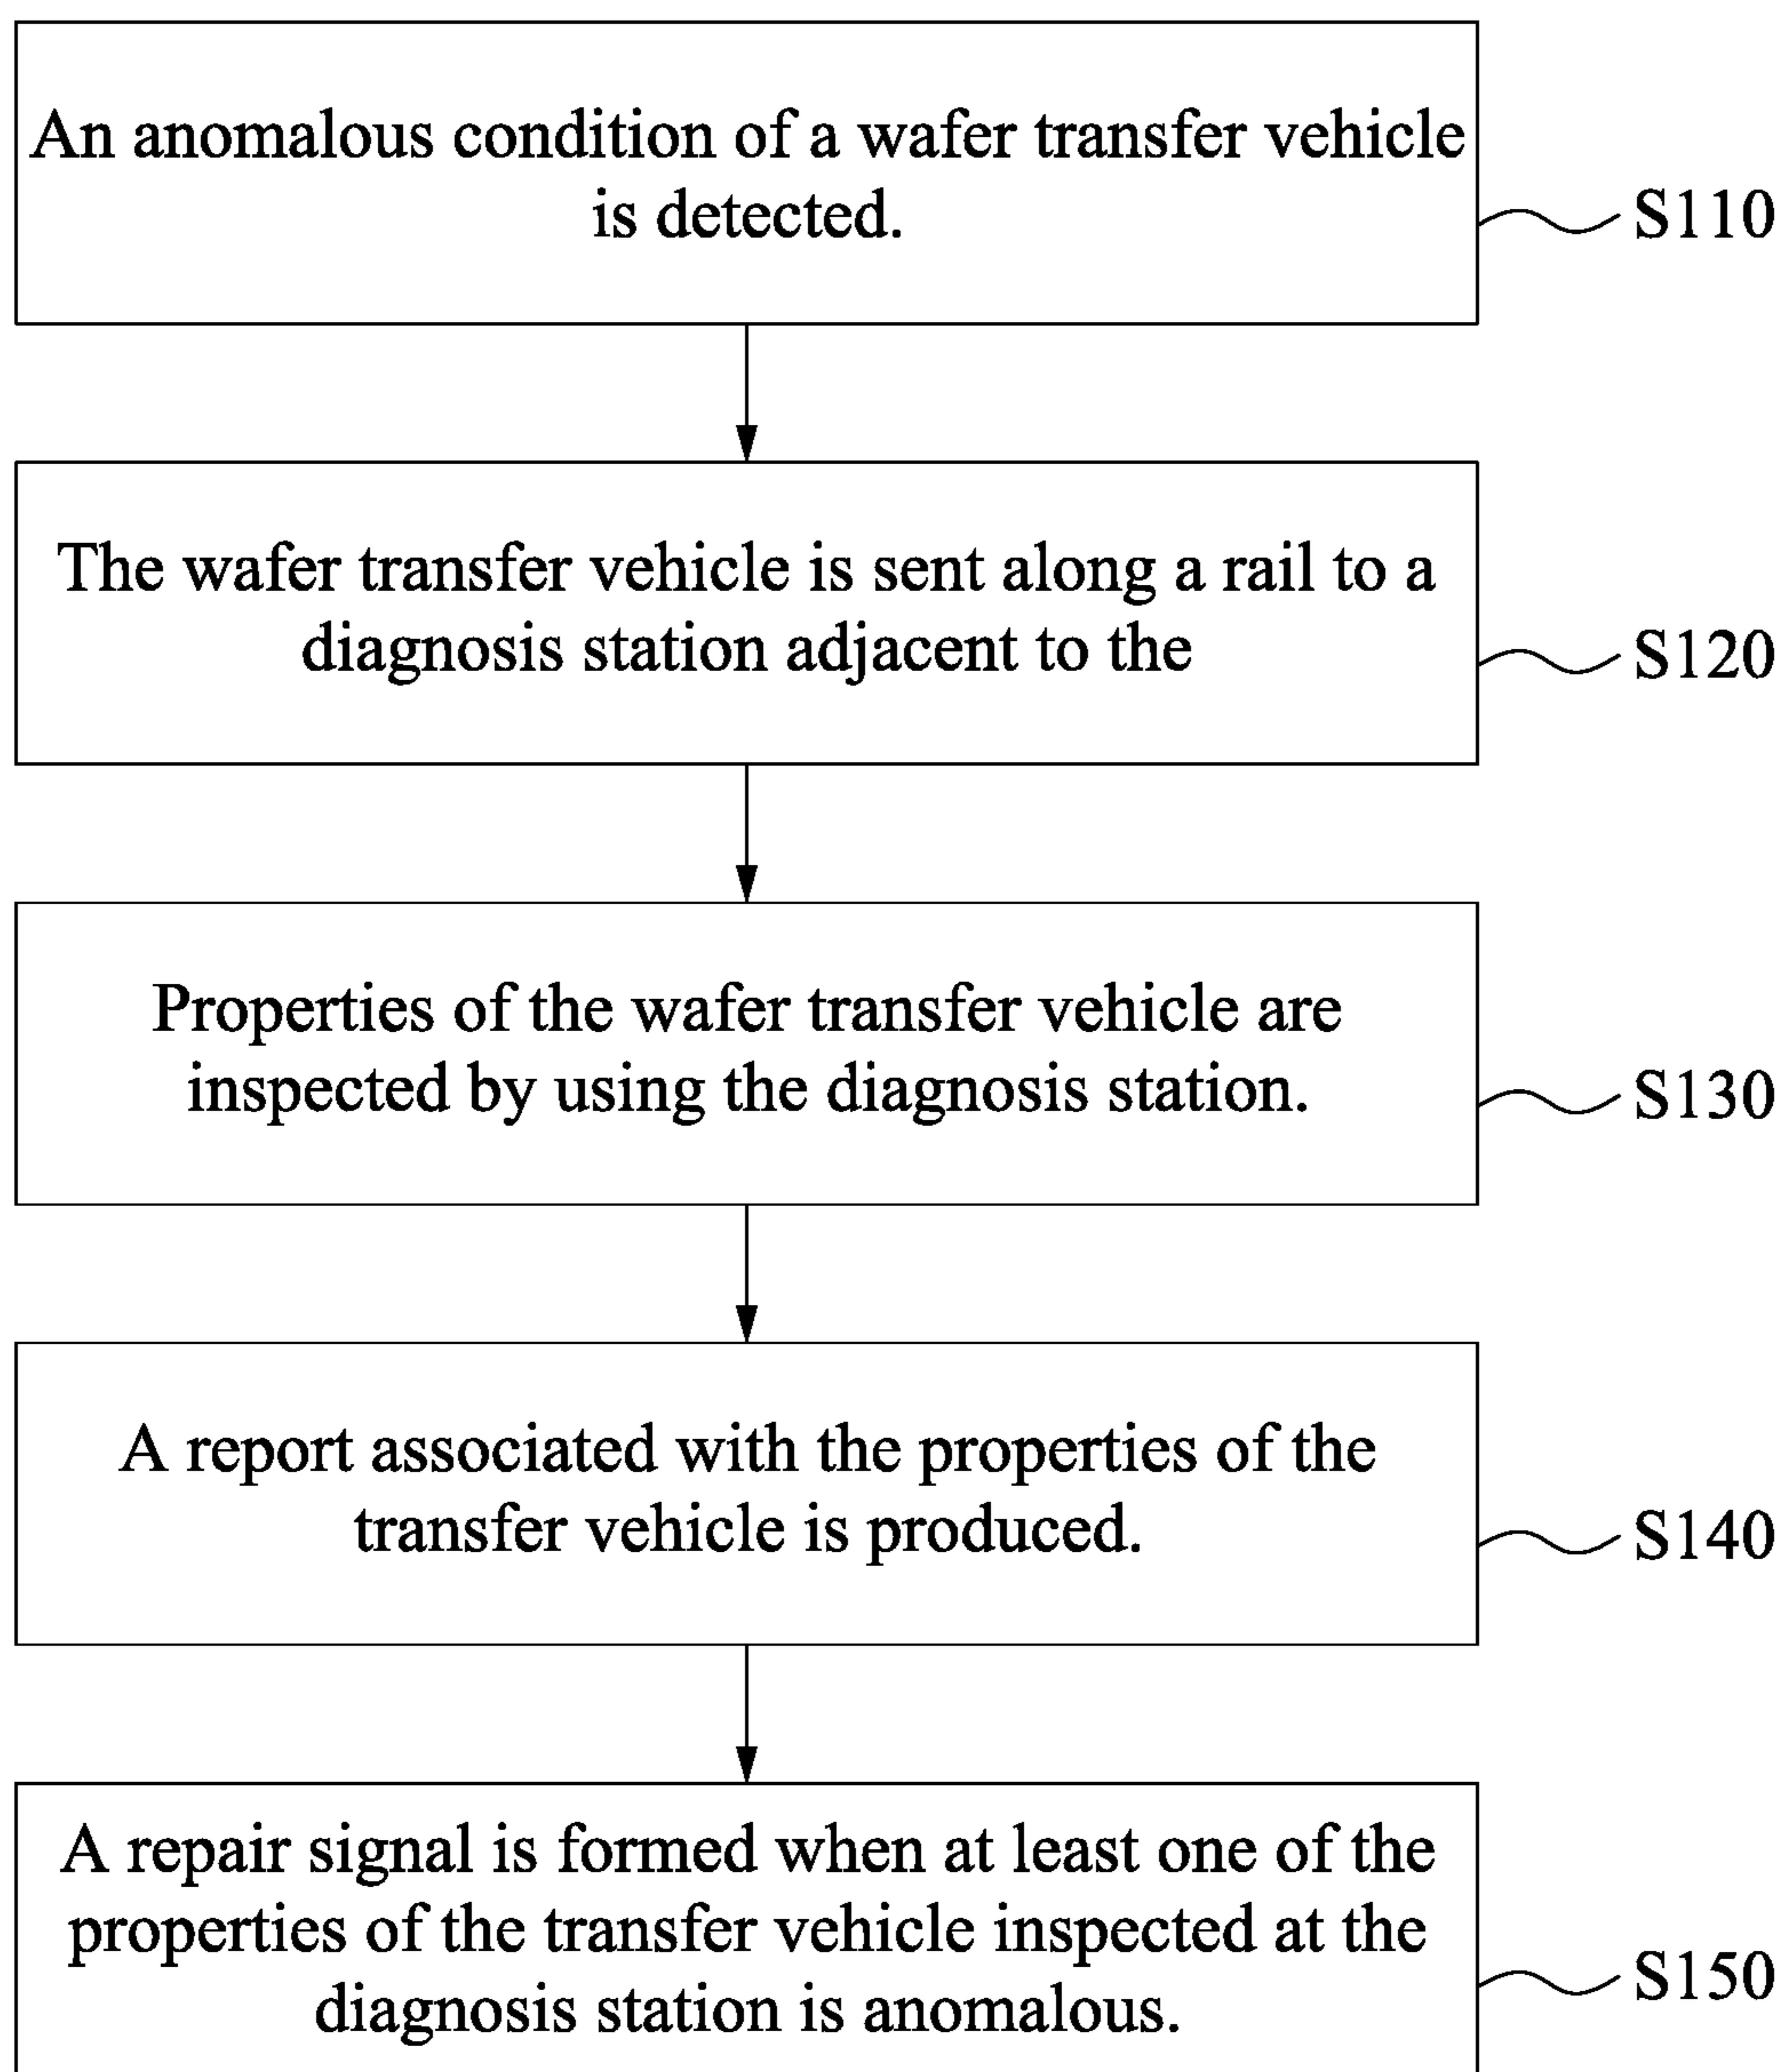 An anomalous condition of a wafer transfer vehicle
is detected.
S110
The wafer transfer vehicle is sent along a rail to a
diagnosis station adjacent to the
S120
Properties of the wafer transfer vehicle are
inspected by using the diagnosis station.
S130
A report associated with the properties of the
transfer vehicle is produced.
S140
A repair signal is formed when at least one of the
properties of the transfer vehicle inspected at the
diagnosis station is anomalous.
S150